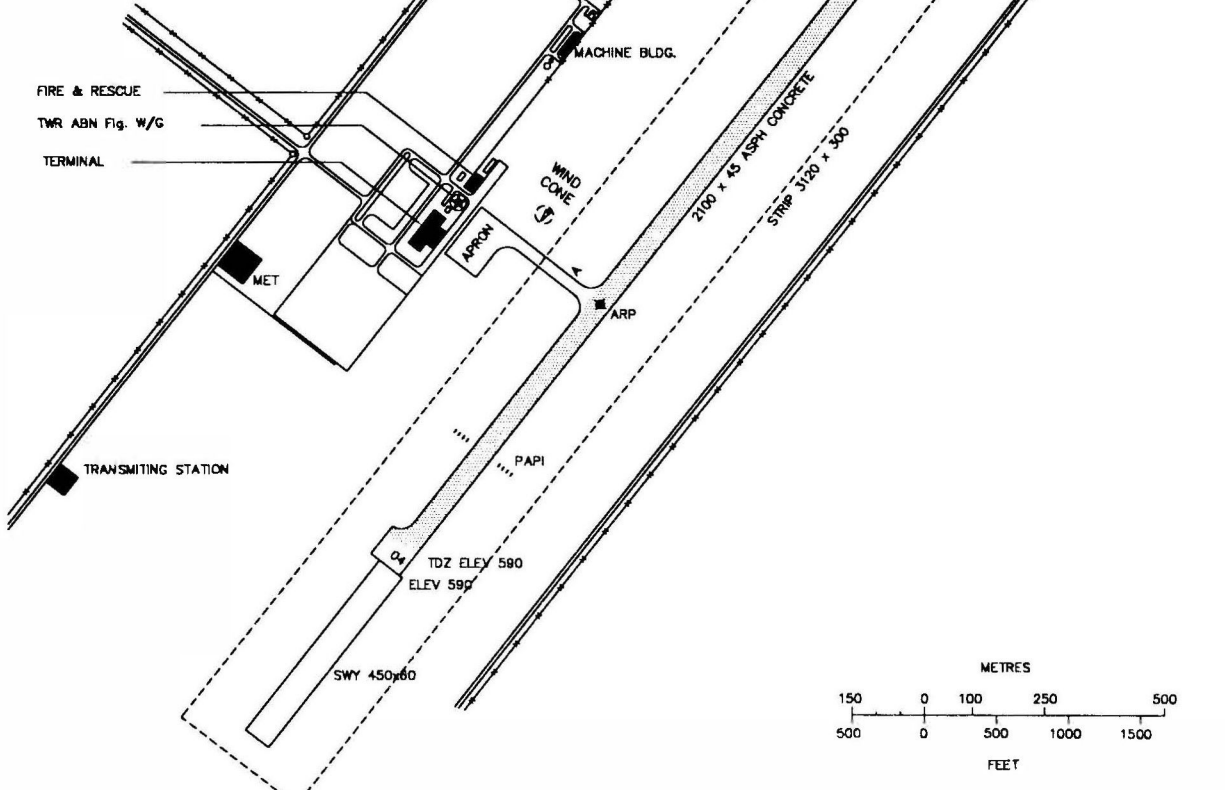 MACHINE BLDG.
FIRE & RESCUE
TWR ABN Flg. W/G
TERMINAL
WIND
CONE
2100 x 45 ASPH CONCRETE
STRIP 3120 x 300
APRON
A
MET
ARP
TRANSMITING STATION
PAPI
04
TDZ ELEV 590
ELEV 590
SWY 450x60
METRES
150 0 100 250 500
500 0 500 1000 1500
FEET